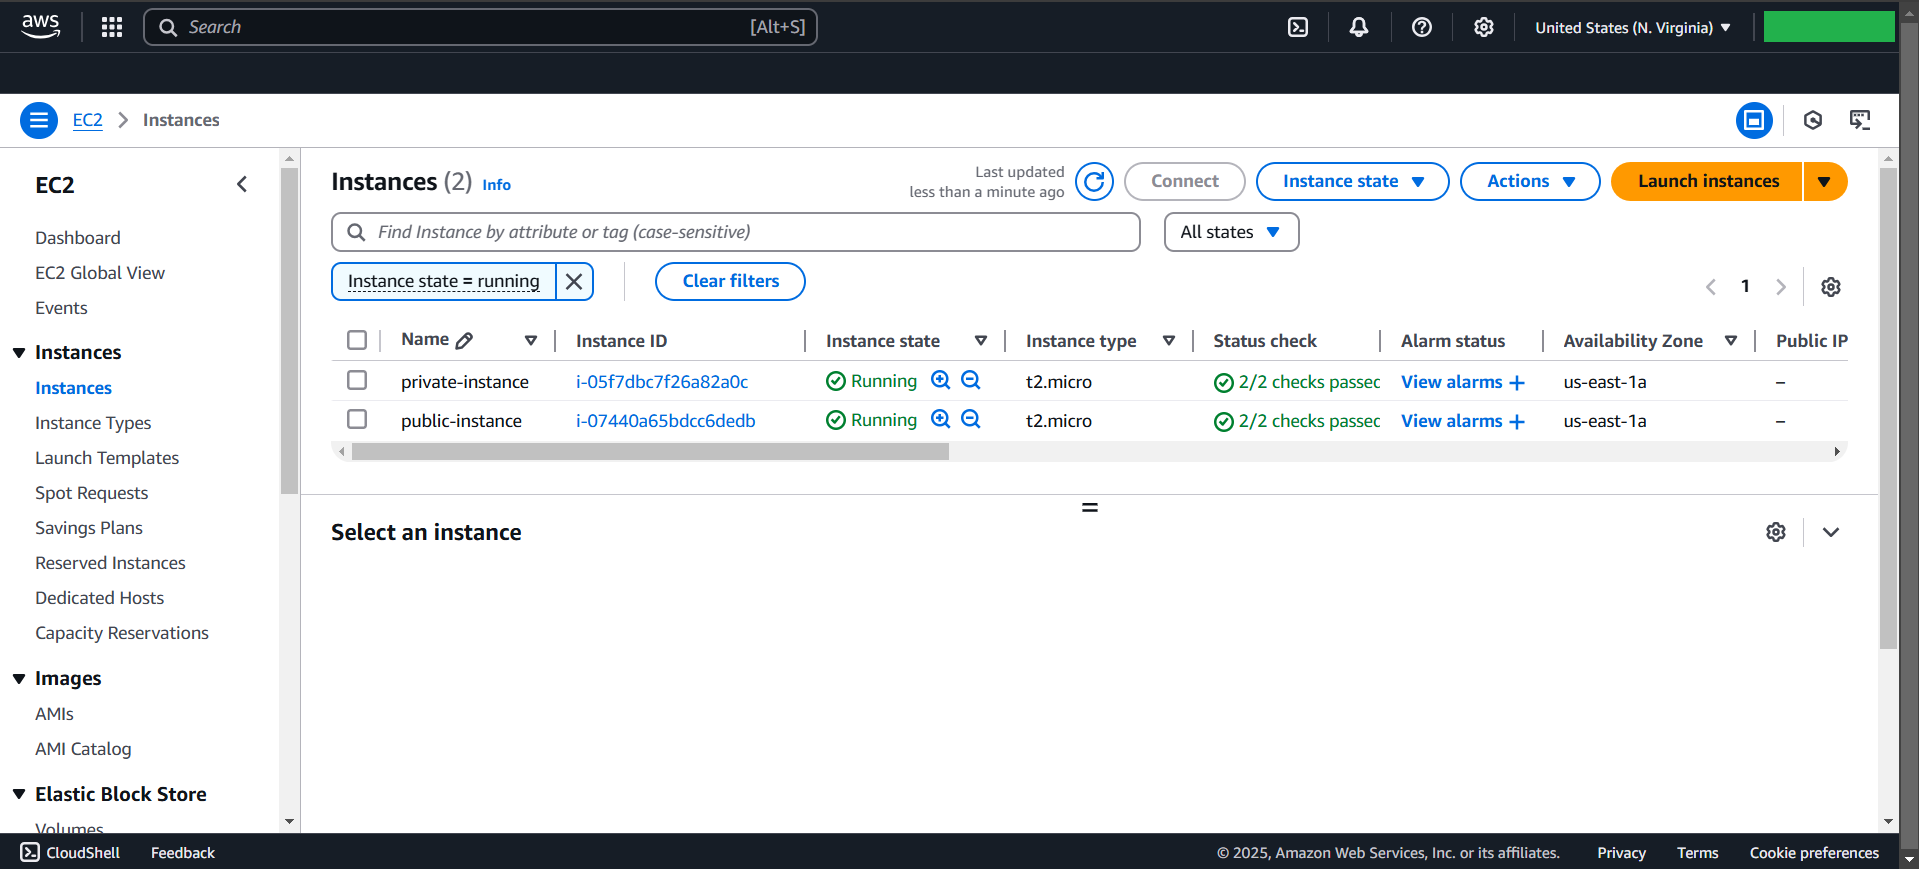 aws
Search [Alt+S]
United States (N. Virginia)
EC2 Instances
EC2
Dashboard
EC2 Global View
Events
Instances
Instances
Instance Types
Launch Templates
Spot Requests
Savings Plans
Reserved Instances
Dedicated Hosts
Capacity Reservations
Images
AMIs
AMI Catalog
Elastic Block Store
Volumes
Instances (2) Info
Last updated
less than a minute ago
Connect
Instance state
Actions
Launch instances
Find Instance by attribute or tag (case-sensitive)
All states
Instance state = running
Clear filters
1
Name Instance ID Instance state Instance type Status check Alarm status Availability Zone Public IP
private-instance i-05f7dbc7f26a82a0c Running t2.micro 2/2 checks passed View alarms + us-east-1a –
public-instance i-07440a65bdcc6dedb Running t2.micro 2/2 checks passed View alarms + us-east-1a –
Select an instance
CloudShell Feedback © 2025, Amazon Web Services, Inc. or its affiliates. Privacy Terms Cookie preferences